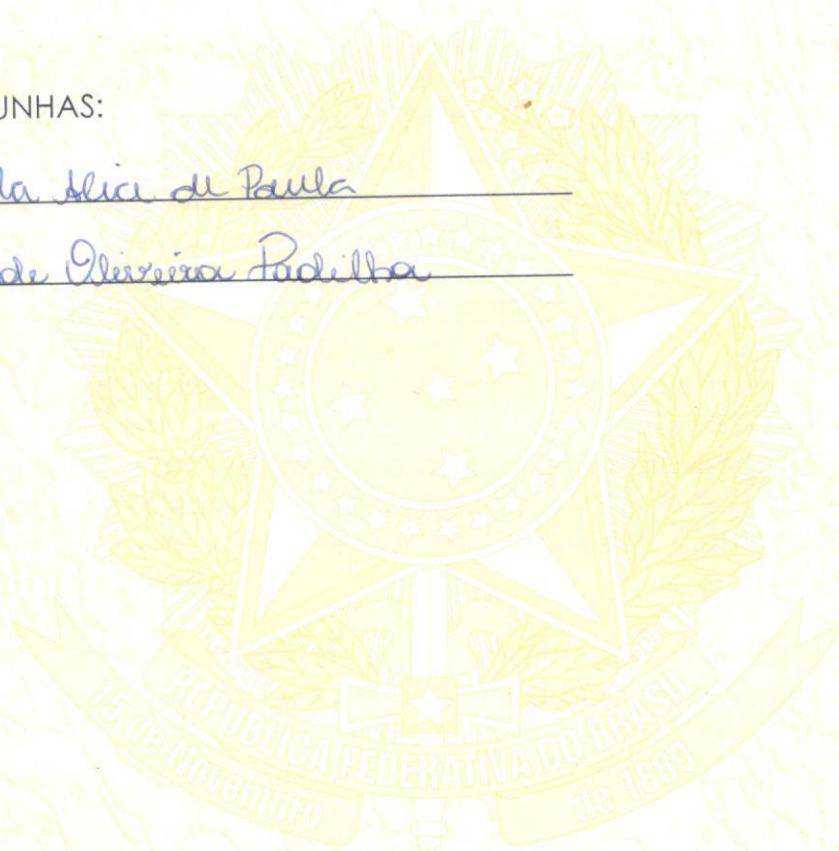 UNHAS:
la Alice de Paula
de Oliveira Padilha
REPUBLICA FEDERATIVA DO BRASIL
15 de Novembro de 1889